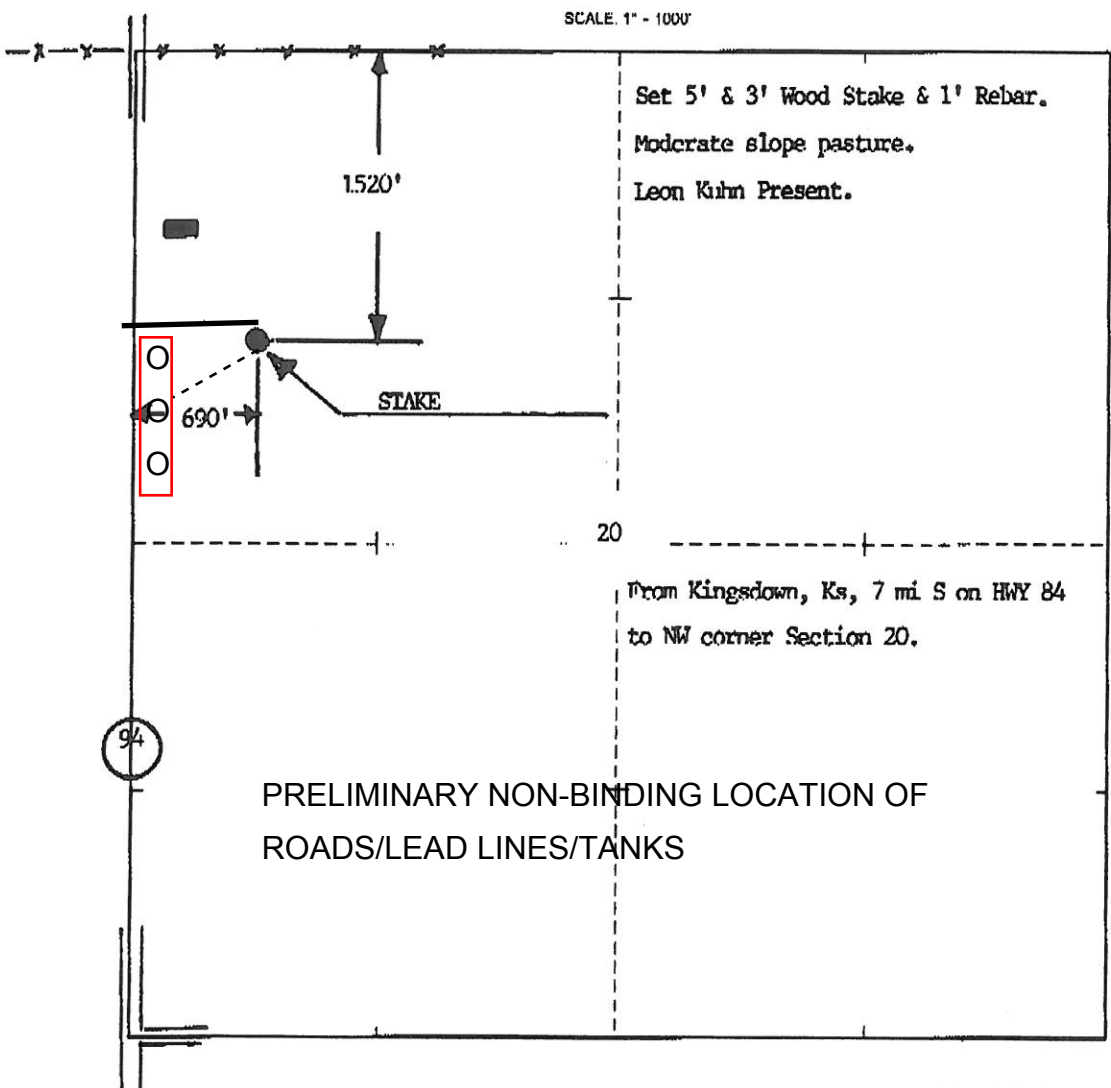 SCALE. 1" - 1000'
Set 5' & 3' Wood Stake & 1' Rebar.
Moderate slope pasture.
Leon Kuhn Present.
1520'
O
O
690'
STAKE
O
20
From Kingsdown, Ks, 7 mi S on HWY 84
to NW corner Section 20.
94
PRELIMINARY NON-BINDING LOCATION OF
ROADS/LEAD LINES/TANKS